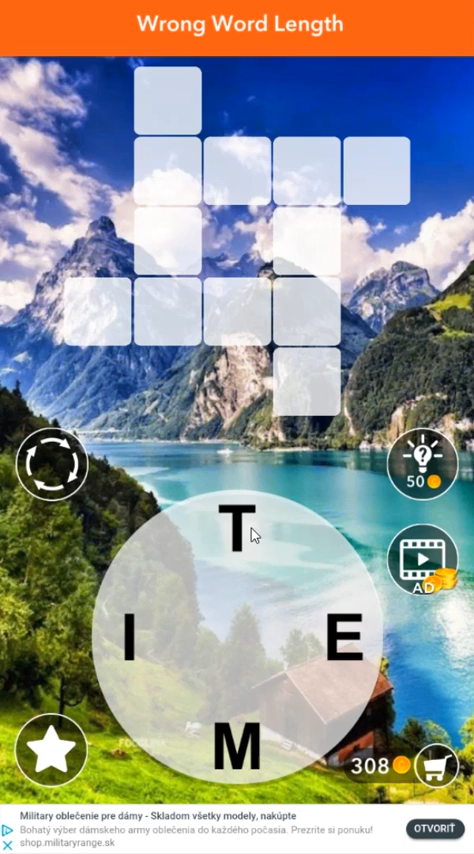 Wrong Word Length
50
T
AD
I E
M
308
Military oblečenie pre dámy - Skladom všetky modely, nakúpte
Bohatý výber dámskeho army oblečenia do každého počasia. Prezrite si ponuku!
shop.militaryrange.sk
OTVORIŤ